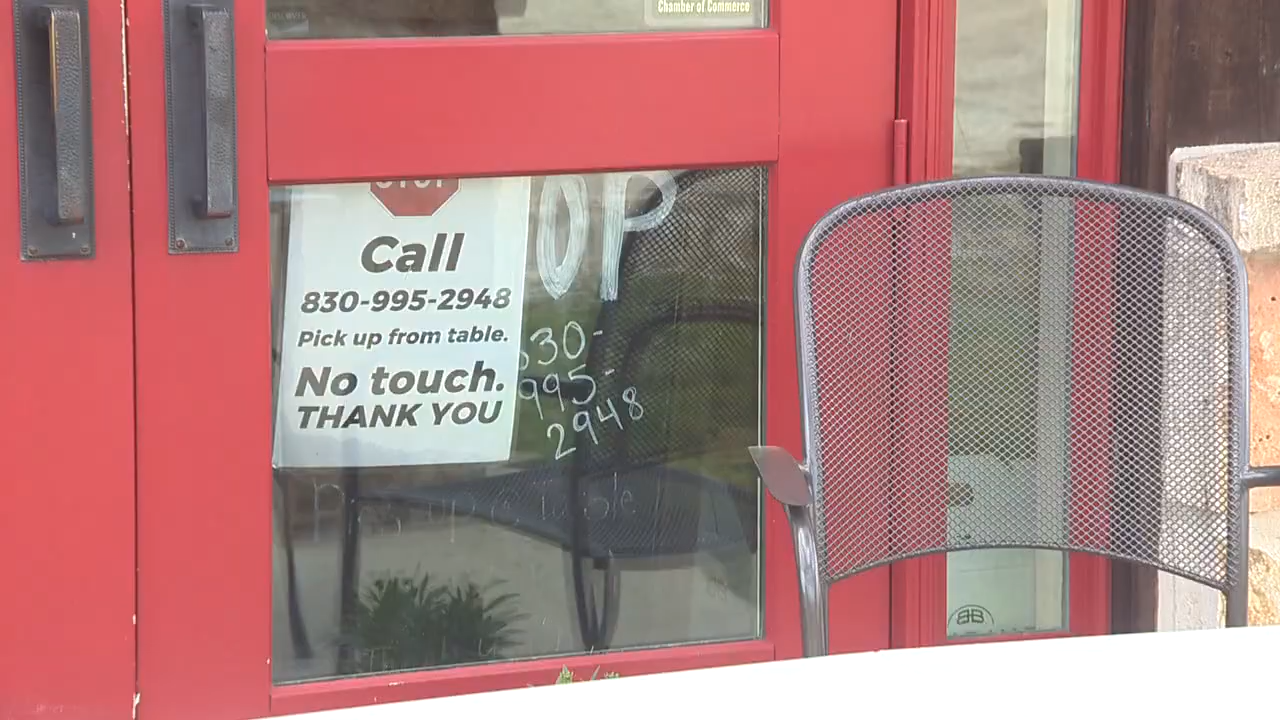 Chamber of Commerce
STOP
Call
830-995-2948
Pick up from table.
No touch.
THANK YOU
OP
830-
995-
2948